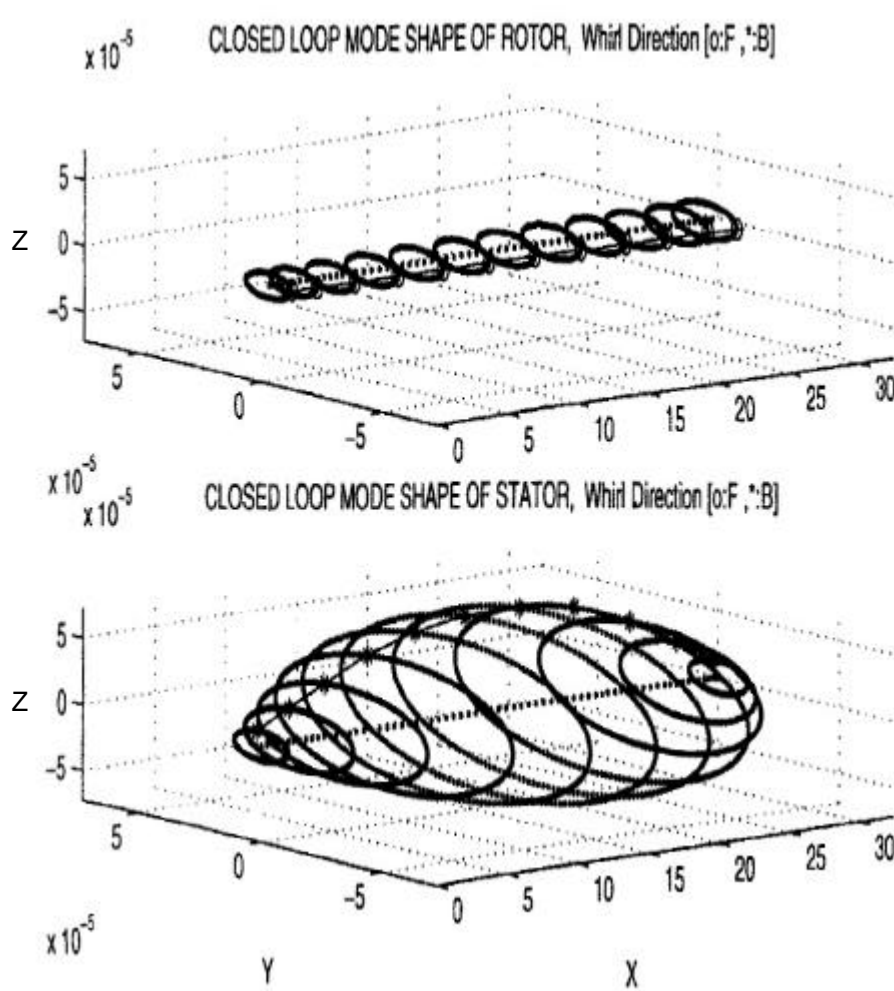 x 10⁻⁵
CLOSED LOOP MODE SHAPE OF ROTOR, Whirl Direction [o:F ,*:B]
5
Z
0
-5
5
0
-5
0
5
10
15
20
25
30
x 10⁻⁵
x 10⁻⁵
CLOSED LOOP MODE SHAPE OF STATOR, Whirl Direction [o:F ,*:B]
5
Z
0
-5
5
0
-5
0
5
10
15
20
25
30
x 10⁻⁵
Y
X